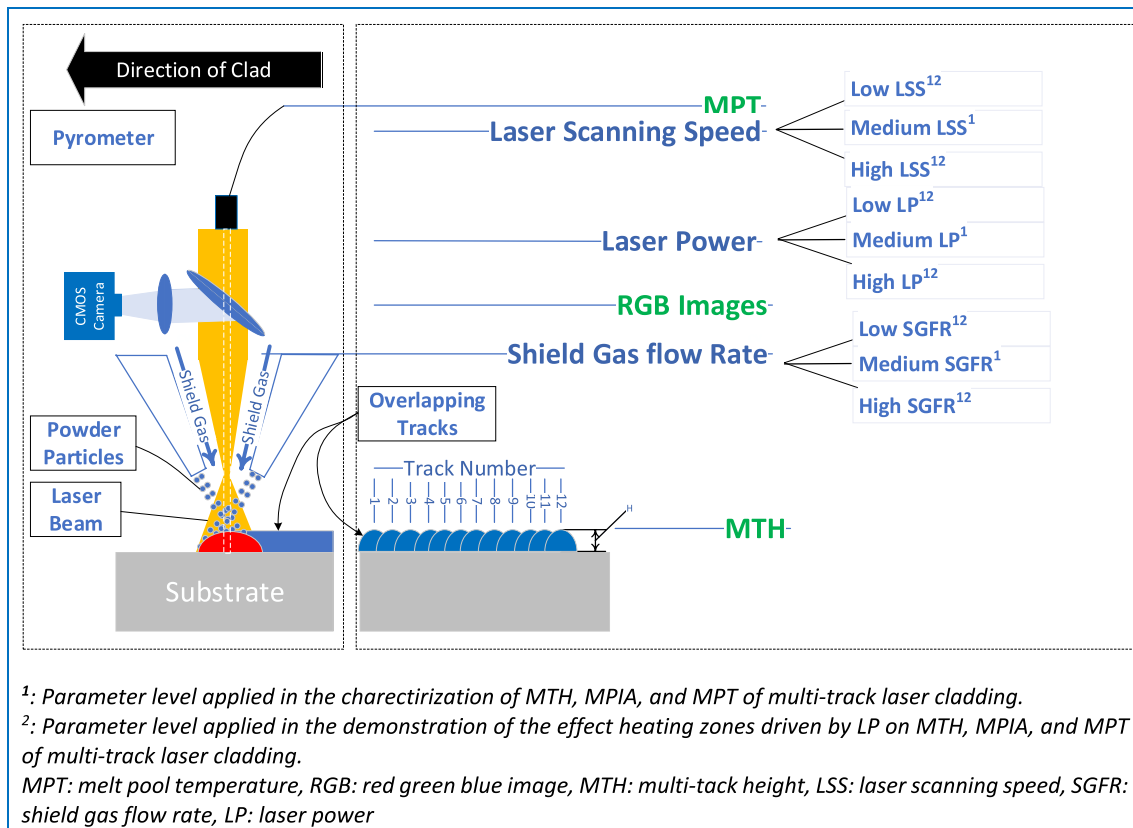 Direction of Clad
Pyrometer
CMOS
Camera
Shield Gas
Shield Gas
Powder
Particles
Laser
Beam
Substrate
Overlapping
Tracks
MPT
Laser Scanning Speed
Low LSS¹²
Medium LSS¹
High LSS¹²
Laser Power
Low LP¹²
Medium LP¹
High LP¹²
RGB Images
Shield Gas flow Rate
Low SGFR¹²
Medium SGFR¹
High SGFR¹²
Track Number
1
2
3
4
5
6
7
8
9
10
11
12
H
MTH
¹: Parameter level applied in the charectirization of MTH, MPIA, and MPT of multi-track laser cladding.
²: Parameter level applied in the demonstration of the effect heating zones driven by LP on MTH, MPIA, and MPT
of multi-track laser cladding.
MPT: melt pool temperature, RGB: red green blue image, MTH: multi-tack height, LSS: laser scanning speed, SGFR:
shield gas flow rate, LP: laser power